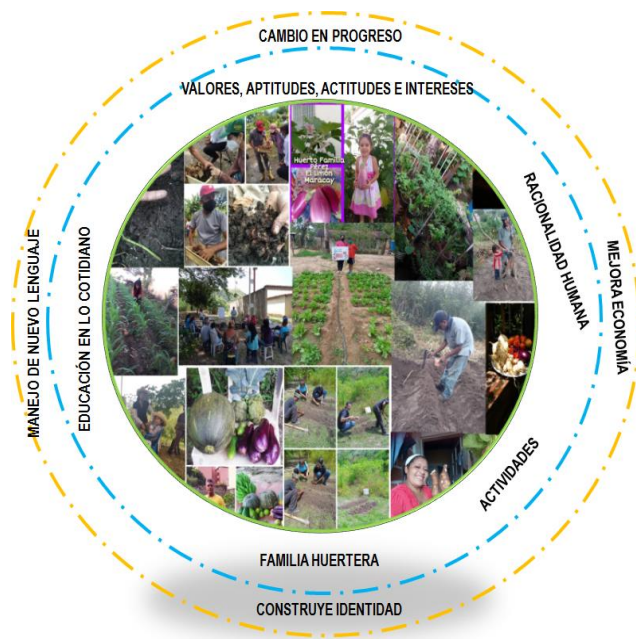 CAMBIO EN PROGRESO
VALORES, APTITUDES, ACTITUDES E INTERESES
Huerto Familia
Pérez
El Limón
Maracay
RACIONALIDAD HUMANA
MEJORA ECONOMÍA
MANEJO DE NUEVO LENGUAJE
EDUCACIÓN EN LO COTIDIANO
ACTIVIDADES
FAMILIA HUERTERA
CONSTRUYE IDENTIDAD